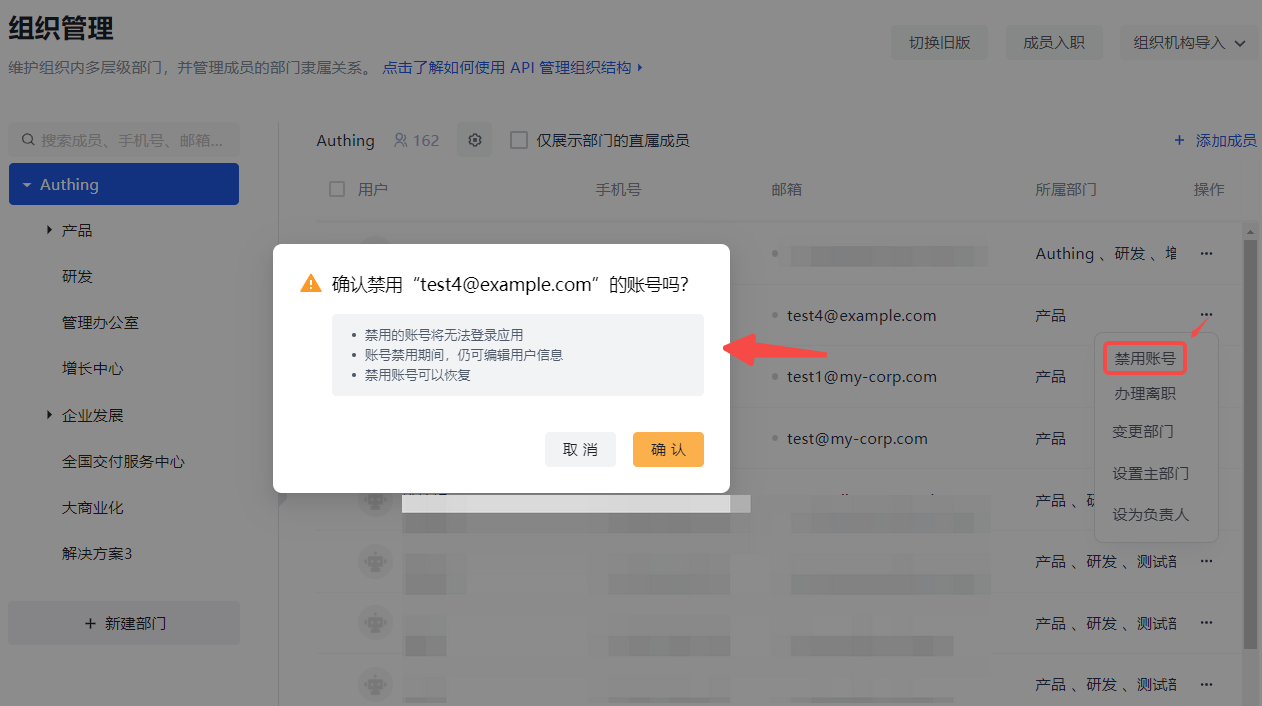 组织管理
切换旧版
成员入职
组织机构导入
维护组织内多层级部门，并管理成员的部门隶属关系。 点击了解如何使用 API 管理组织结构
搜索成员、手机号、邮箱...
Authing 162 仅展示部门的直属成员
+ 添加成员
Authing
用户 手机号 邮箱 所属部门 操作
产品
研发
管理办公室
增长中心
企业发展
全国交付服务中心
大商业化
解决方案3
+ 新建部门
Authing 、研发 、增 ···
test4@example.com 产品 ···
test1@my-corp.com 产品
test@my-corp.com 产品
产品 、
产品 、研发 、测试部 ···
产品 、研发 、测试部 ···
产品 、研发 、测试部 ···
禁用账号
办理离职
变更部门
设置主部门
设为负责人
确认禁用“test4@example.com”的账号吗？
• 禁用的账号将无法登录应用
• 账号禁用期间，仍可编辑用户信息
• 禁用账号可以恢复
取 消
确 认